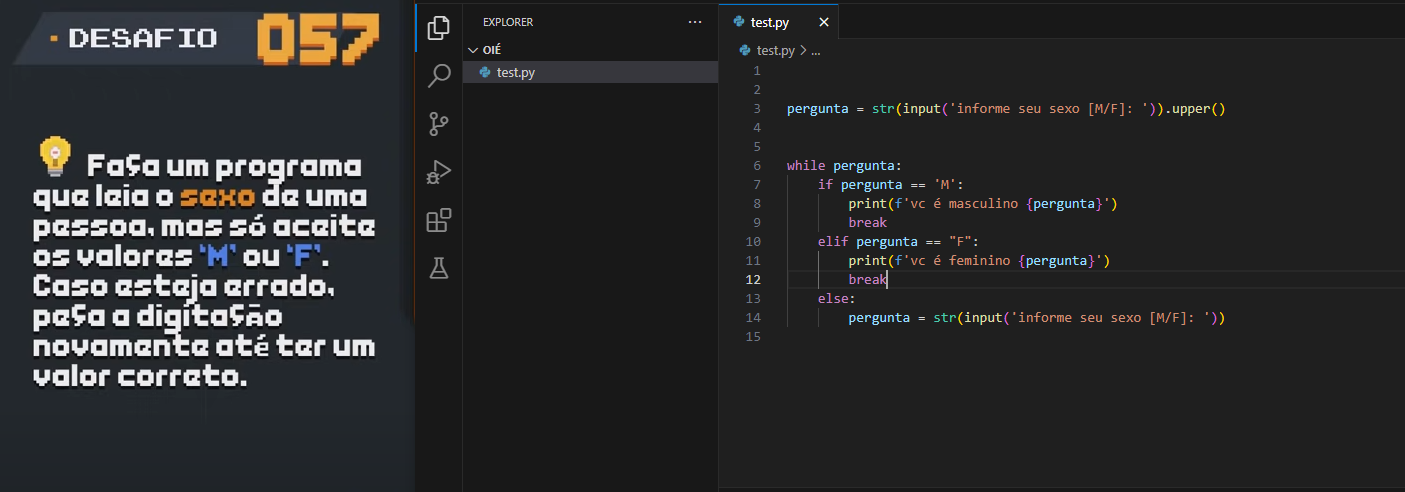 DESAFIO 057
Faça um programa
que leia o sexo de uma
pessoa, mas só aceite
os valores 'M' ou 'F'.
Caso esteja errado,
peça a digitação
novamente até ter um
valor correto.
EXPLORER ...
OIÉ
test.py
test.py
test.py > ...
1
2
3 pergunta = str(input('informe seu sexo [M/F]: ')).upper()
4
5
6 while pergunta:
7 if pergunta == 'M':
8 print(f'vc é masculino {pergunta}')
9 break
10 elif pergunta == "F":
11 print(f'vc é feminino {pergunta}')
12 break
13 else:
14 pergunta = str(input('informe seu sexo [M/F]: '))
15